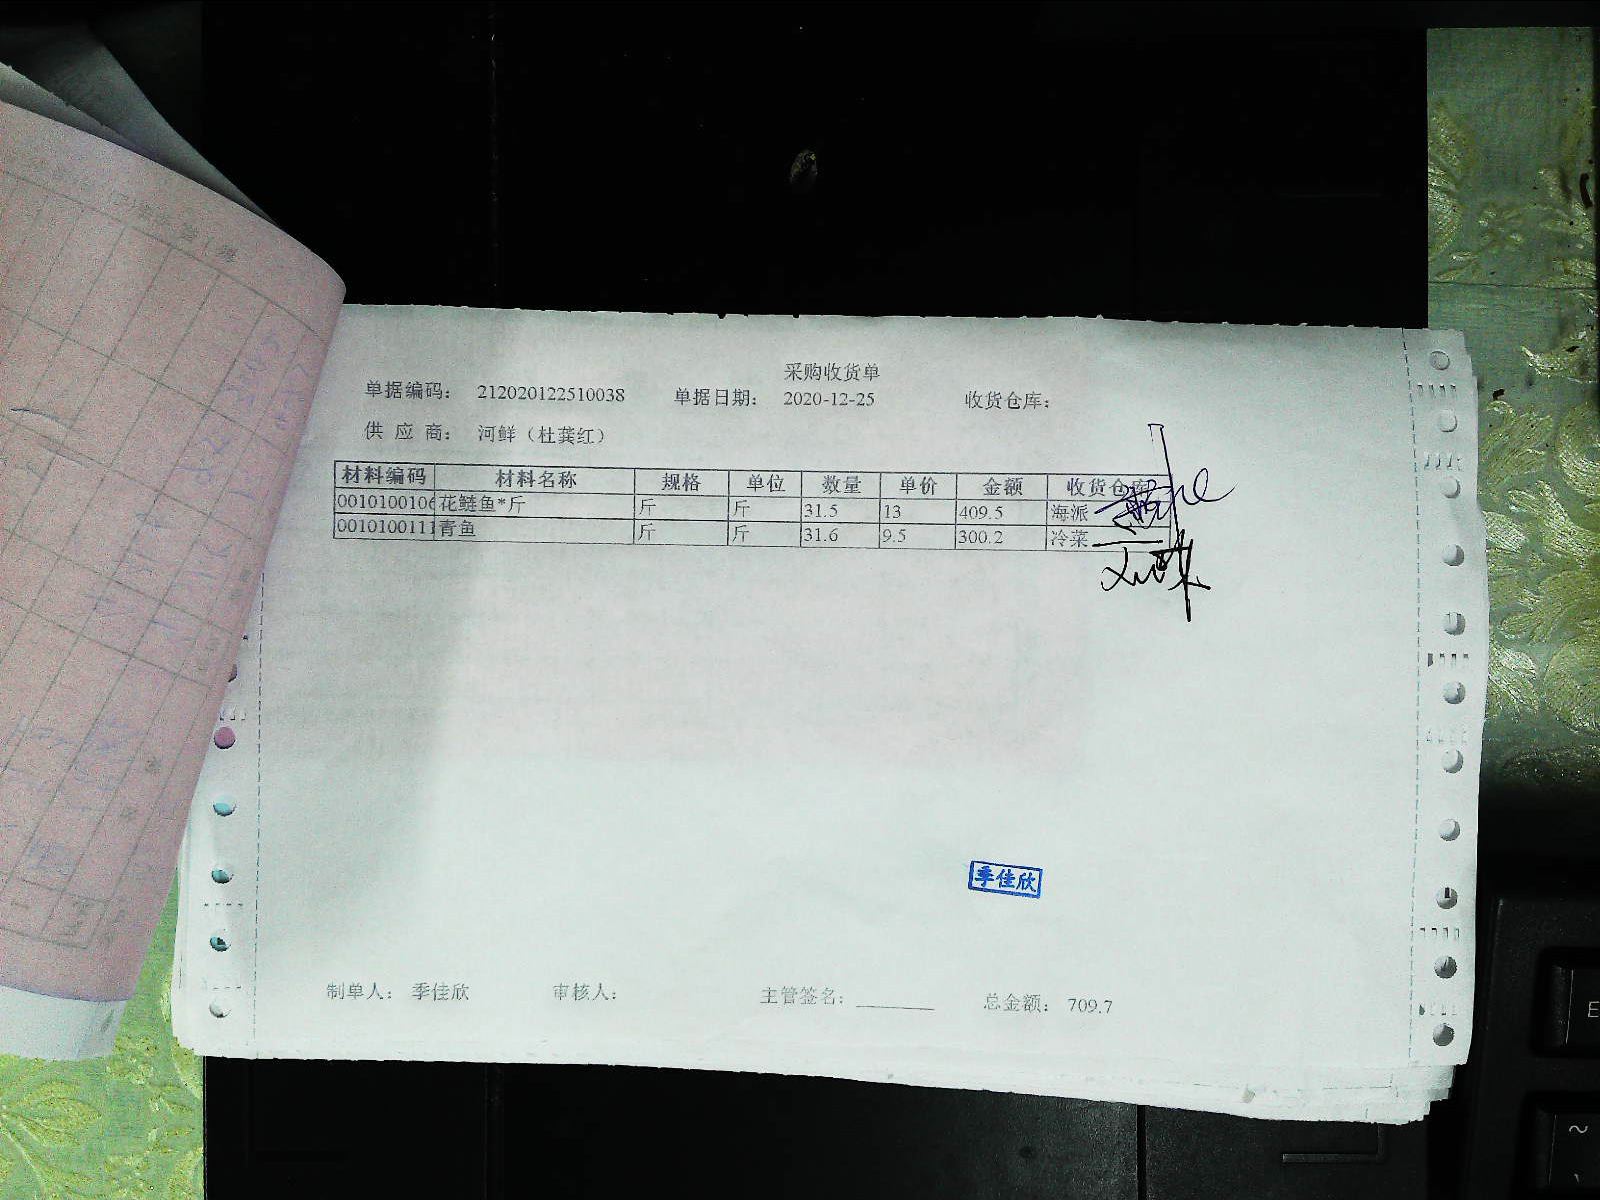 采购收货单
单据编码： 212020122510038 单据日期： 2020-12-25 收货仓库：
供 应 商： 河鲜（杜龚红）
材料编码 材料名称 规格 单位 数量 单价 金额 收货仓库
0010100106 花鲢鱼*斤 斤 斤 31.5 13 409.5 海派
0010100111 青鱼 斤 斤 31.6 9.5 300.2 冷菜
季佳欣
制单人： 季佳欣 审核人： 主管签名： 总金额： 709.7